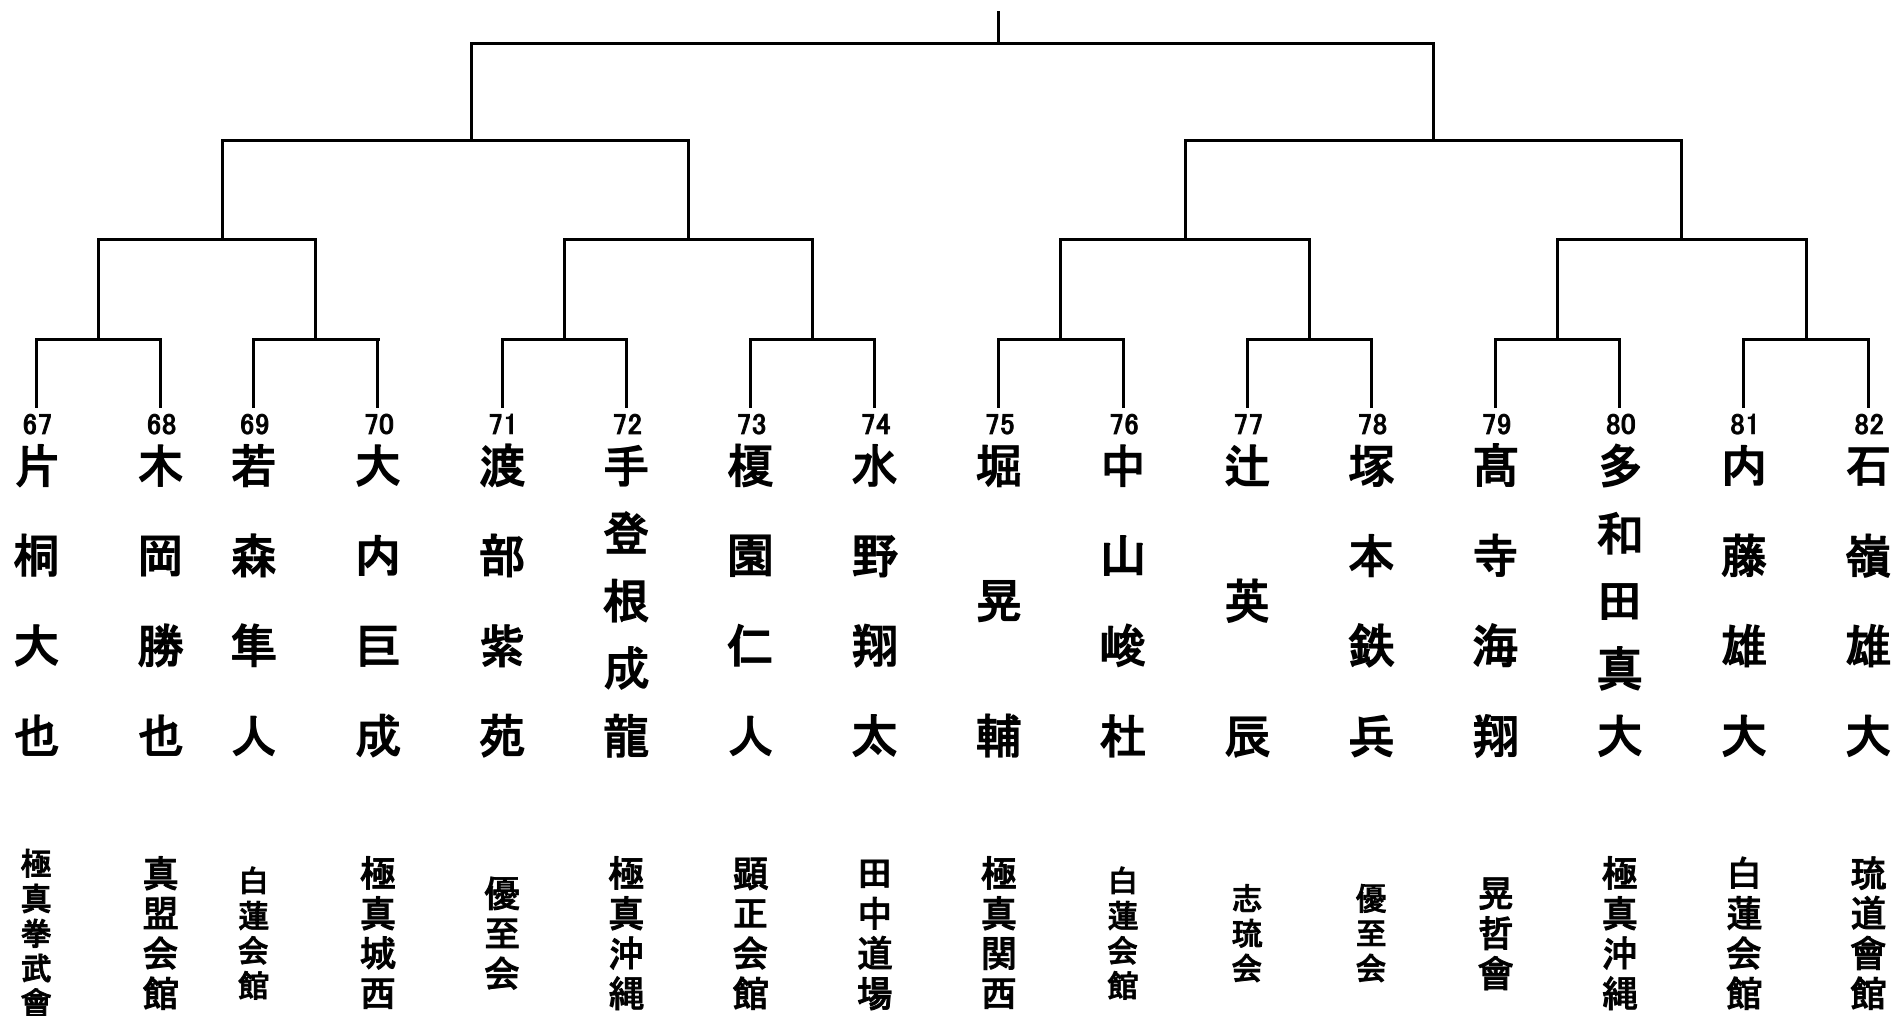 67
片桐大也
極真拳武會
68
木岡勝也
真盟会館
69
若森隼人
白蓮会館
70
大内巨成
極真城西
71
渡部紫苑
優至会
72
手登根成龍
極真沖縄
73
榎園仁人
顕正会館
74
水野翔太
田中道場
75
堀晃輔
極真関西
76
中山峻杜
白蓮会館
77
辻英辰
志琉会
78
塚本鉄兵
優至会
79
髙寺海翔
晃哲會
80
多和田真大
極真沖縄
81
内藤雄大
白蓮会館
82
石嶺雄大
琉道會館